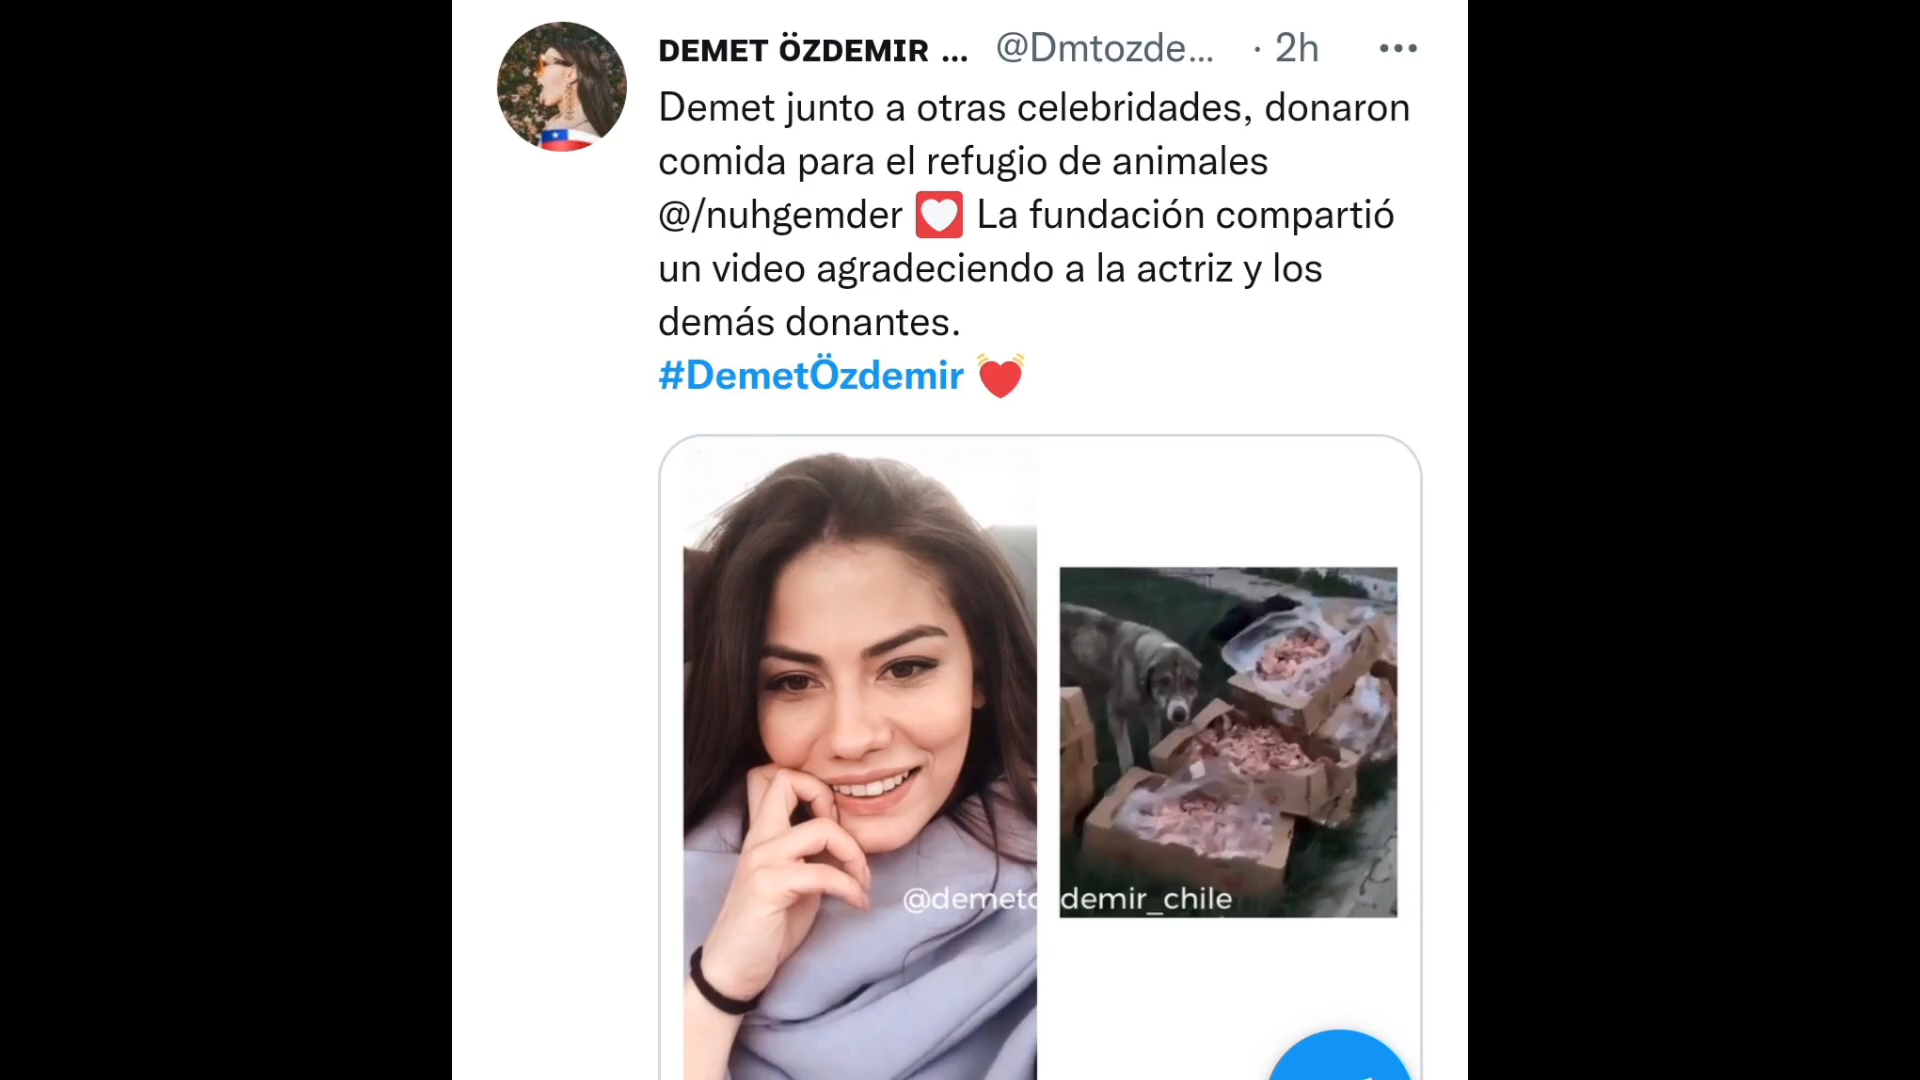 DEMET ÖZDEMIR ... @Dmtozde... · 2h
Demet junto a otras celebridades, donaron
comida para el refugio de animales
@/nuhgemder La fundación compartió
un video agradeciendo a la actriz y los
demás donantes.
#DemetÖzdemir
@demeto demir_chile